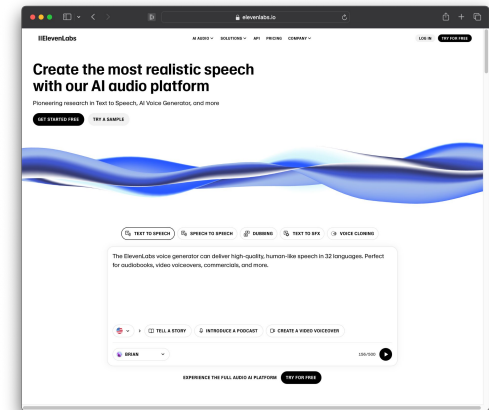 elevenlabs.io
IIElevenLabs
AI AUDIO
SOLUTIONS
API
PRICING
COMPANY
LOG IN
TRY FOR FREE
Create the most realistic speech
with our AI audio platform
Pioneering research in Text to Speech, AI Voice Generator, and more
GET STARTED FREE
TRY A SAMPLE
TEXT TO SPEECH
SPEECH TO SPEECH
DUBBING
TEXT TO SFX
VOICE CLONING
The ElevenLabs voice generator can deliver high-quality, human-like speech in 32 languages. Perfect
for audiobooks, video voiceovers, commercials, and more.
TELL A STORY
INTRODUCE A PODCAST
CREATE A VIDEO VOICEOVER
BRIAN
EXPERIENCE THE FULL AUDIO AI PLATFORM
TRY FOR FREE